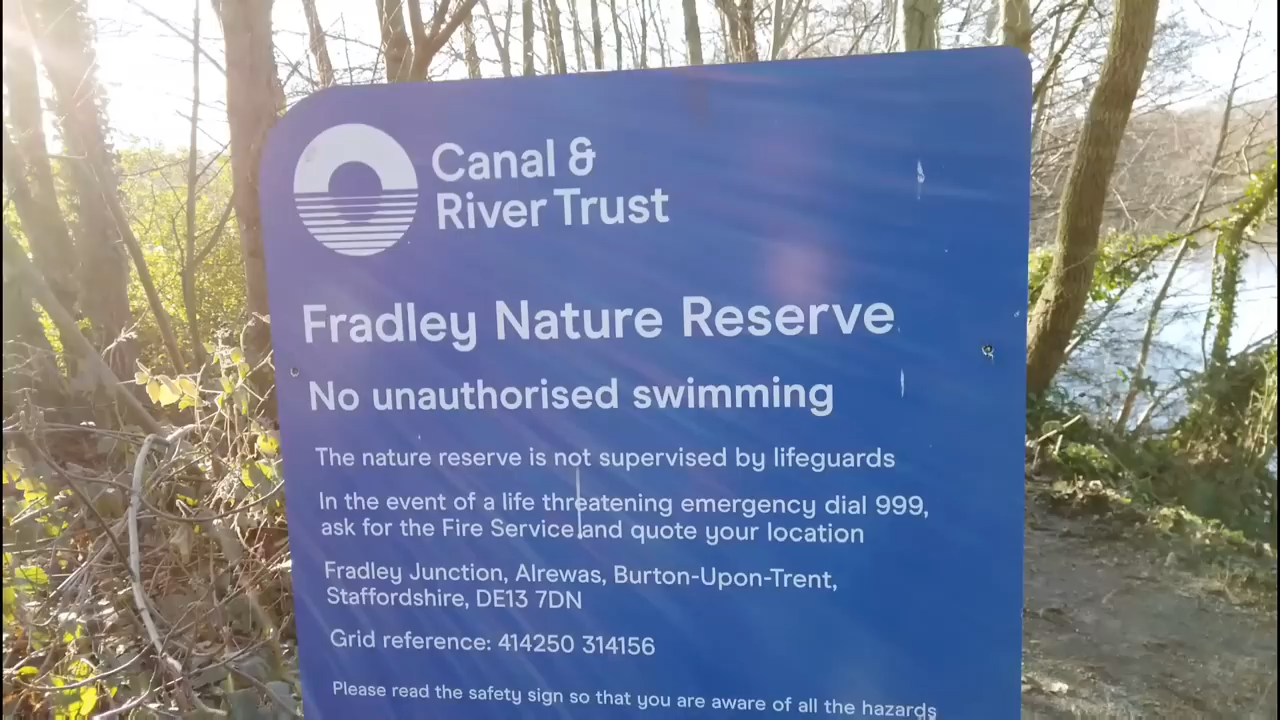 Canal &
River Trust
Fradley Nature Reserve
No unauthorised swimming
The nature reserve is not supervised by lifeguards
In the event of a life threatening emergency dial 999,
ask for the Fire Service and quote your location
Fradley Junction, Alrewas, Burton-Upon-Trent,
Staffordshire, DE13 7DN
Grid reference: 414250 314156
Please read the safety sign so that you are aware of all the hazards